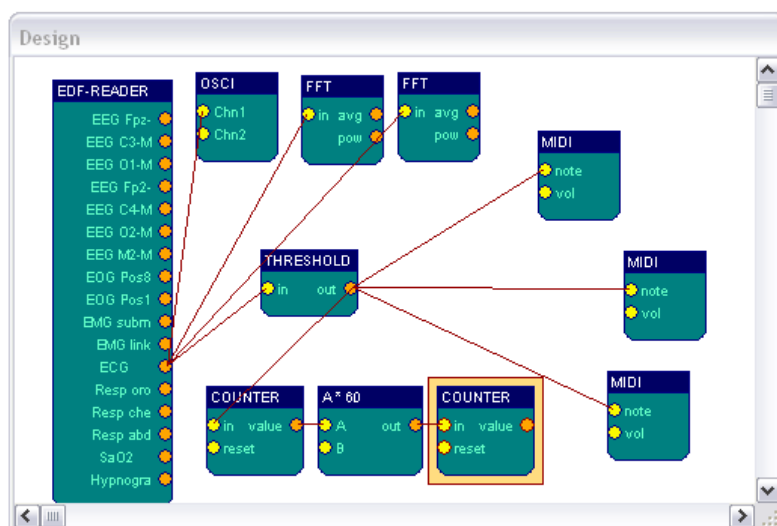 Design
EDF-READER
EEG Fpz-
EEG C3-M
EEG O1-M
EEG Fp2-
EEG C4-M
EEG O2-M
EEG M2-M
EOG Pos8
EOG Pos1
EMG subm
EMG link
ECG
Resp oro
Resp che
Resp abd
SaO2
Hypnogra
OSCI
Chn1
Chn2
FFT
in avg
pow
FFT
in avg
pow
MIDI
note
vol
THRESHOLD
in out
MIDI
note
vol
COUNTER
in value
reset
A * 60
A out
B
COUNTER
in value
reset
MIDI
note
vol